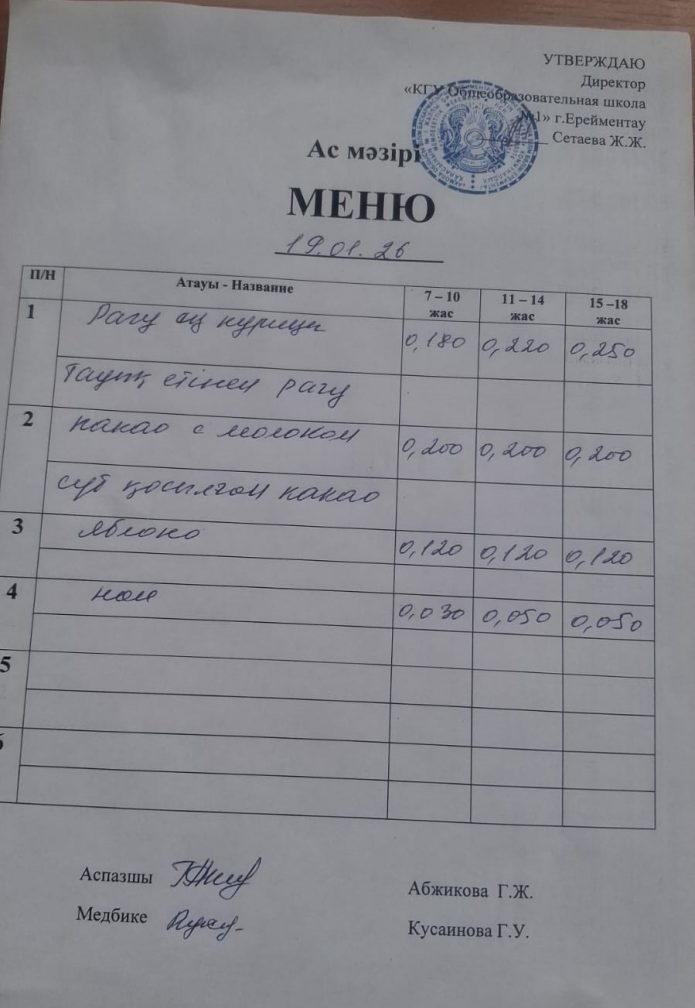 УТВЕРЖДАЮ
Директор
«КГУ Общеобразовательная школа
№1» г.Ерейментау
Сетаева Ж.Ж.
Ас мәзірі
МЕНЮ
19.01.26
П/Н Атауы - Название 7 – 10 жас 11 – 14 жас 15 –18 жас
1 Рагу из курицы 0,180 0,220 0,250
Тауық етінен рагу
2 какао с молоком 0,200 0,200 0,200
сүт қосылған какао
3 яблоко 0,120 0,120 0,120
4 нан 0,030 0,050 0,050
5
6
Аспазшы Абжикова Г.Ж.
Медбике Кусаинова Г.У.